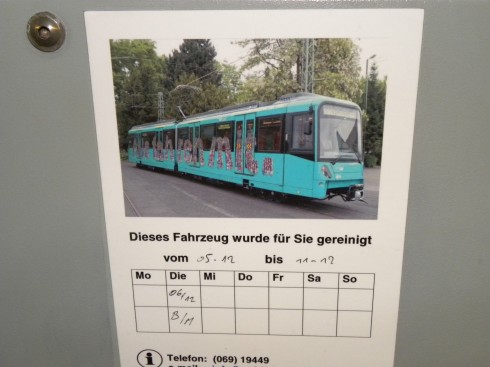 Dieses Fahrzeug wurde für Sie gereinigt
vom 05-12 bis 11-12
Mo Die Mi Do Fr Sa So
06/12
B/M
i Telefon: (069) 19449